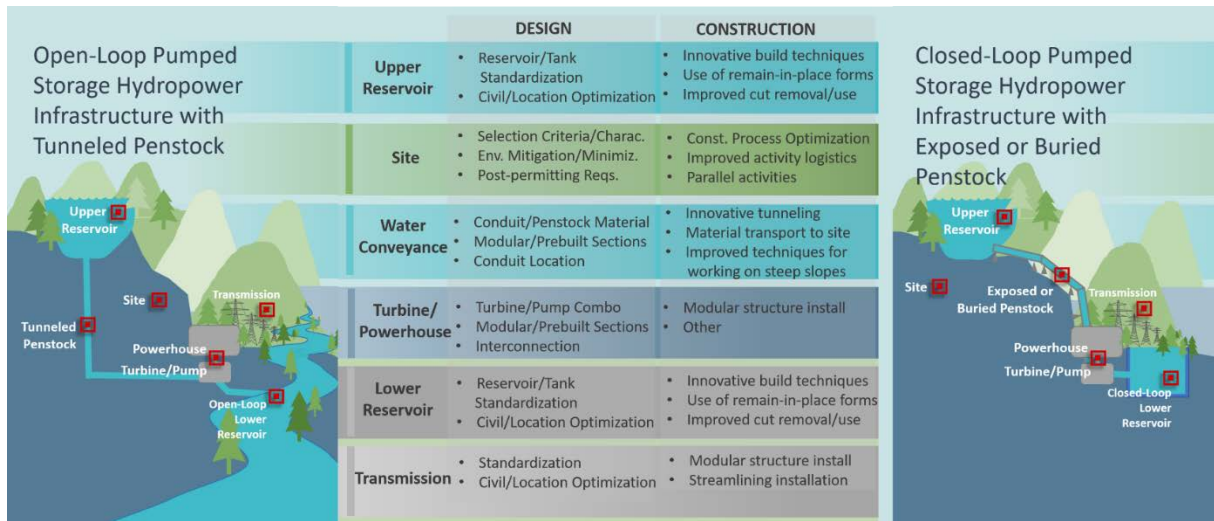 Open-Loop Pumped
Storage Hydropower
Infrastructure with
Tunneled Penstock
Upper
Reservoir
Site
Transmission
Tunneled
Penstock
Powerhouse
Turbine/Pump
Open-Loop
Lower
Reservoir
DESIGN
CONSTRUCTION
Upper
Reservoir
• Reservoir/Tank
Standardization
• Civil/Location Optimization
• Innovative build techniques
• Use of remain-in-place forms
• Improved cut removal/use
Site
• Selection Criteria/Charac.
• Env. Mitigation/Minimiz.
• Post-permitting Reqs.
• Const. Process Optimization
• Improved activity logistics
• Parallel activities
Water
Conveyance
• Conduit/Penstock Material
• Modular/Prebuilt Sections
• Conduit Location
• Innovative tunneling
• Material transport to site
• Improved techniques for
working on steep slopes
Turbine/
Powerhouse
• Turbine/Pump Combo
• Modular/Prebuilt Sections
• Interconnection
• Modular structure install
• Other
Lower
Reservoir
• Reservoir/Tank
Standardization
• Civil/Location Optimization
• Innovative build techniques
• Use of remain-in-place forms
• Improved cut removal/use
Transmission
• Standardization
• Civil/Location Optimization
• Modular structure install
• Streamlining installation
Closed-Loop Pumped
Storage Hydropower
Infrastructure with
Exposed or Buried
Penstock
Upper
Reservoir
Site
Exposed or
Buried Penstock
Transmission
Powerhouse
Turbine/Pump
Closed-Loop
Lower
Reservoir